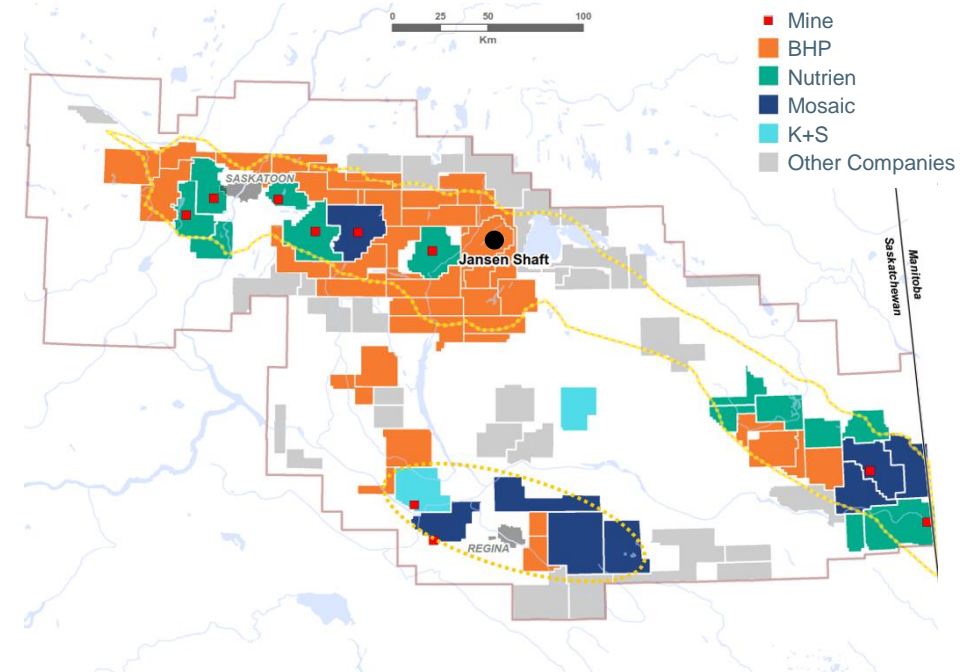 0 25 50 100
Km
Mine
BHP
Nutrien
Mosaic
K+S
Other Companies
SASKATOON
Jansen Shaft
Manitoba
Saskatchewan
REGINA